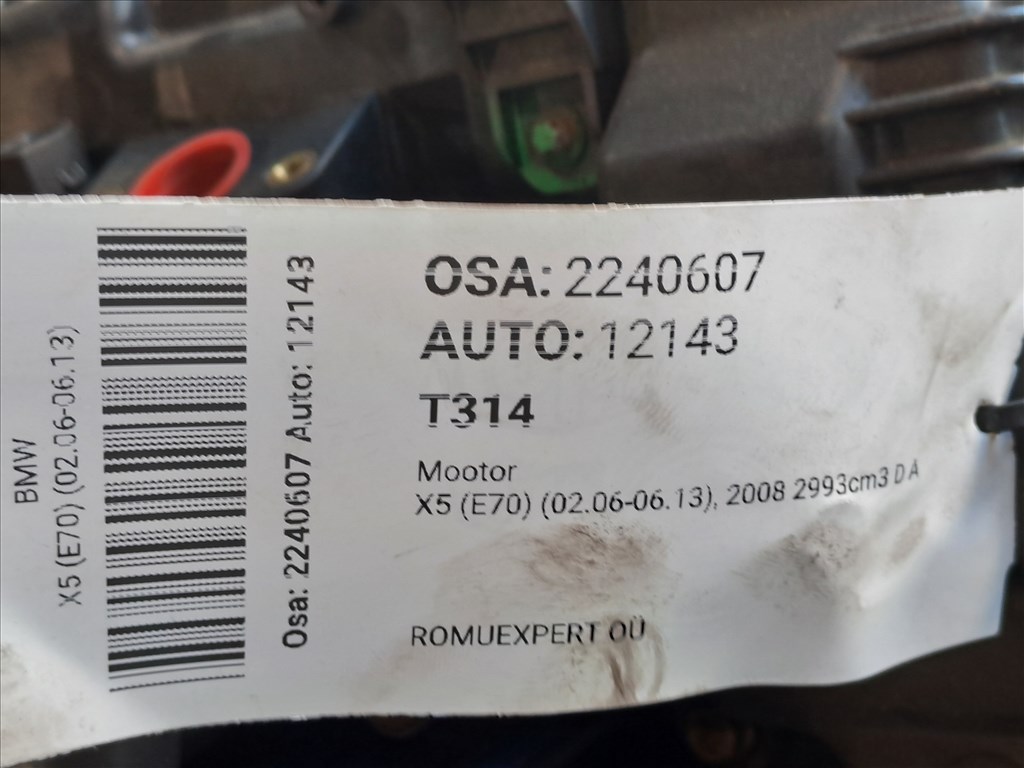 BMW
X5 (E70) (02.06-06.13)
Osa: 2240607 Auto: 12143
OSA: 2240607
AUTO: 12143
T314
Mootor
X5 (E70) (02.06-06.13), 2008 2993cm3 D A
ROMUEXPERT OÜ